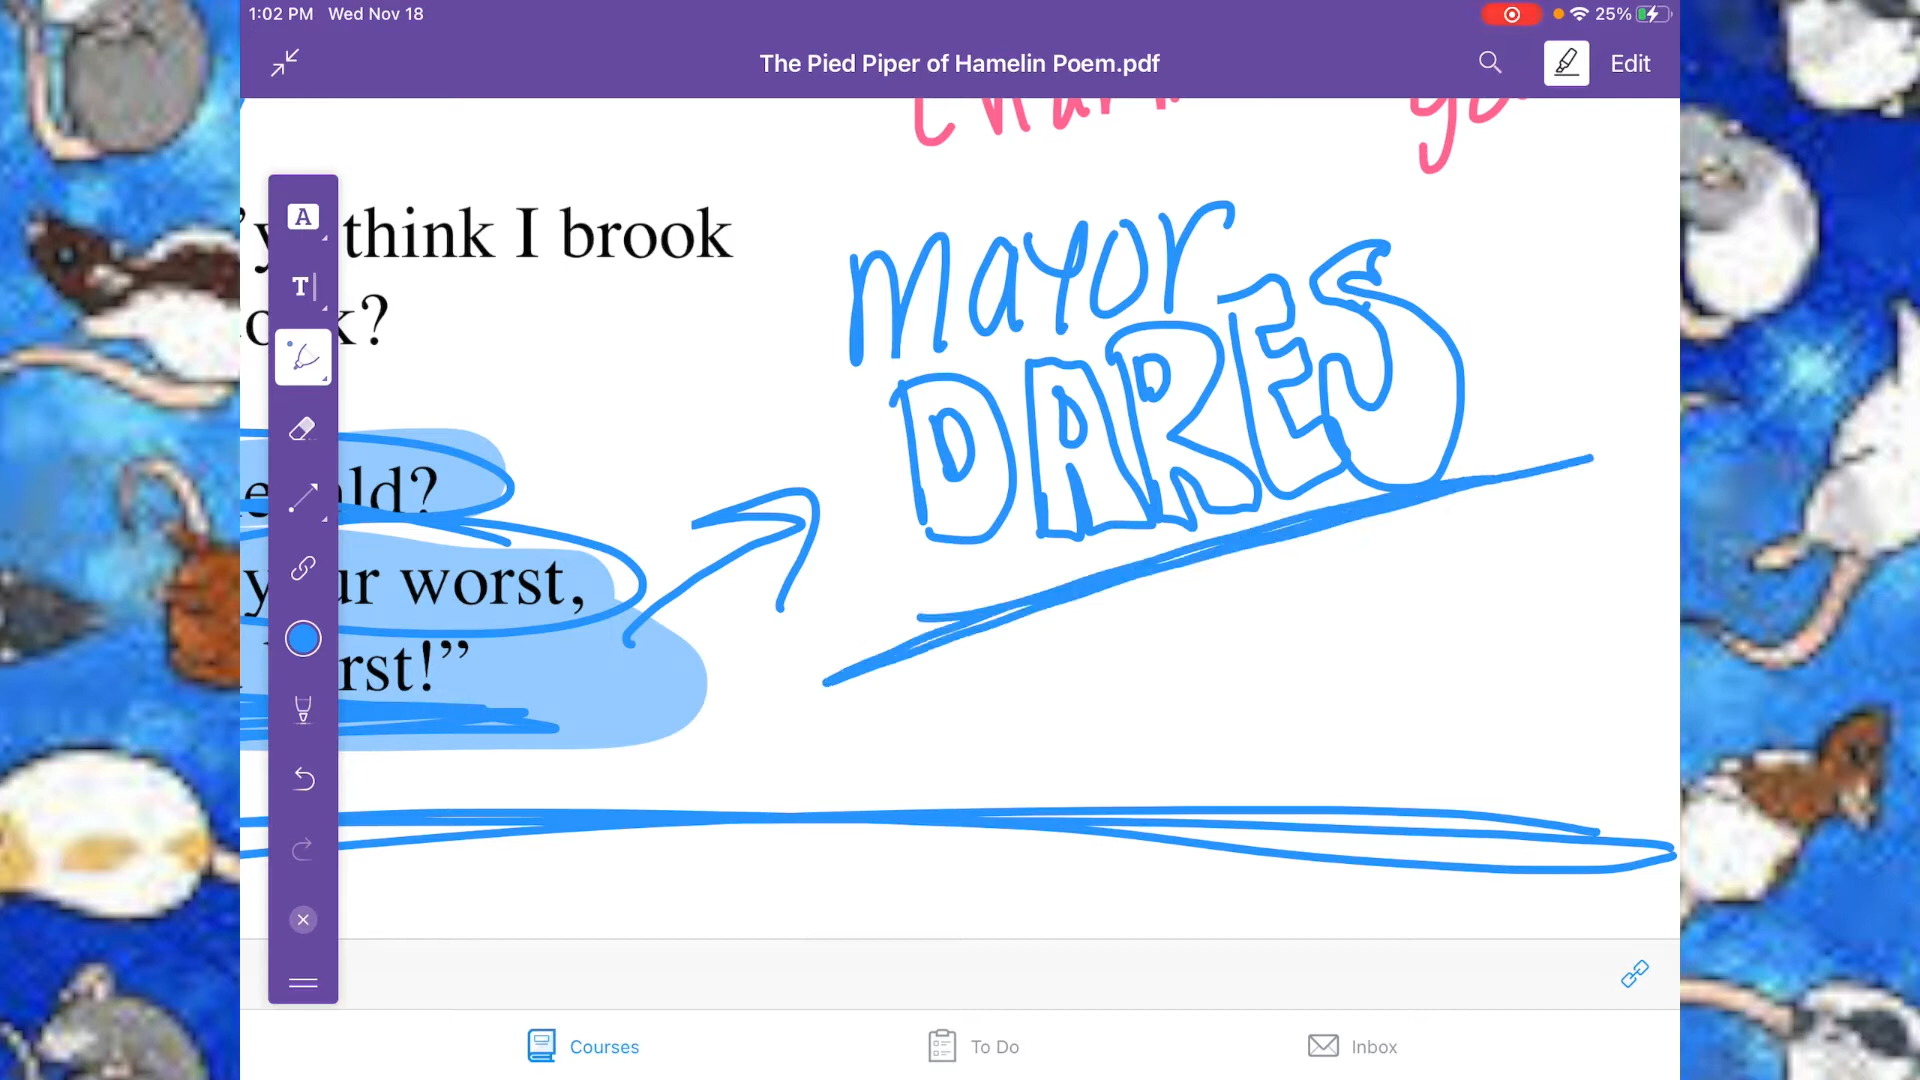 1:02 PM Wed Nov 18
25%
The Pied Piper of Hamelin Poem.pdf
Edit
think I brook
k?
mayor
DARES
ald?
ur worst,
rst!”
Courses
To Do
Inbox